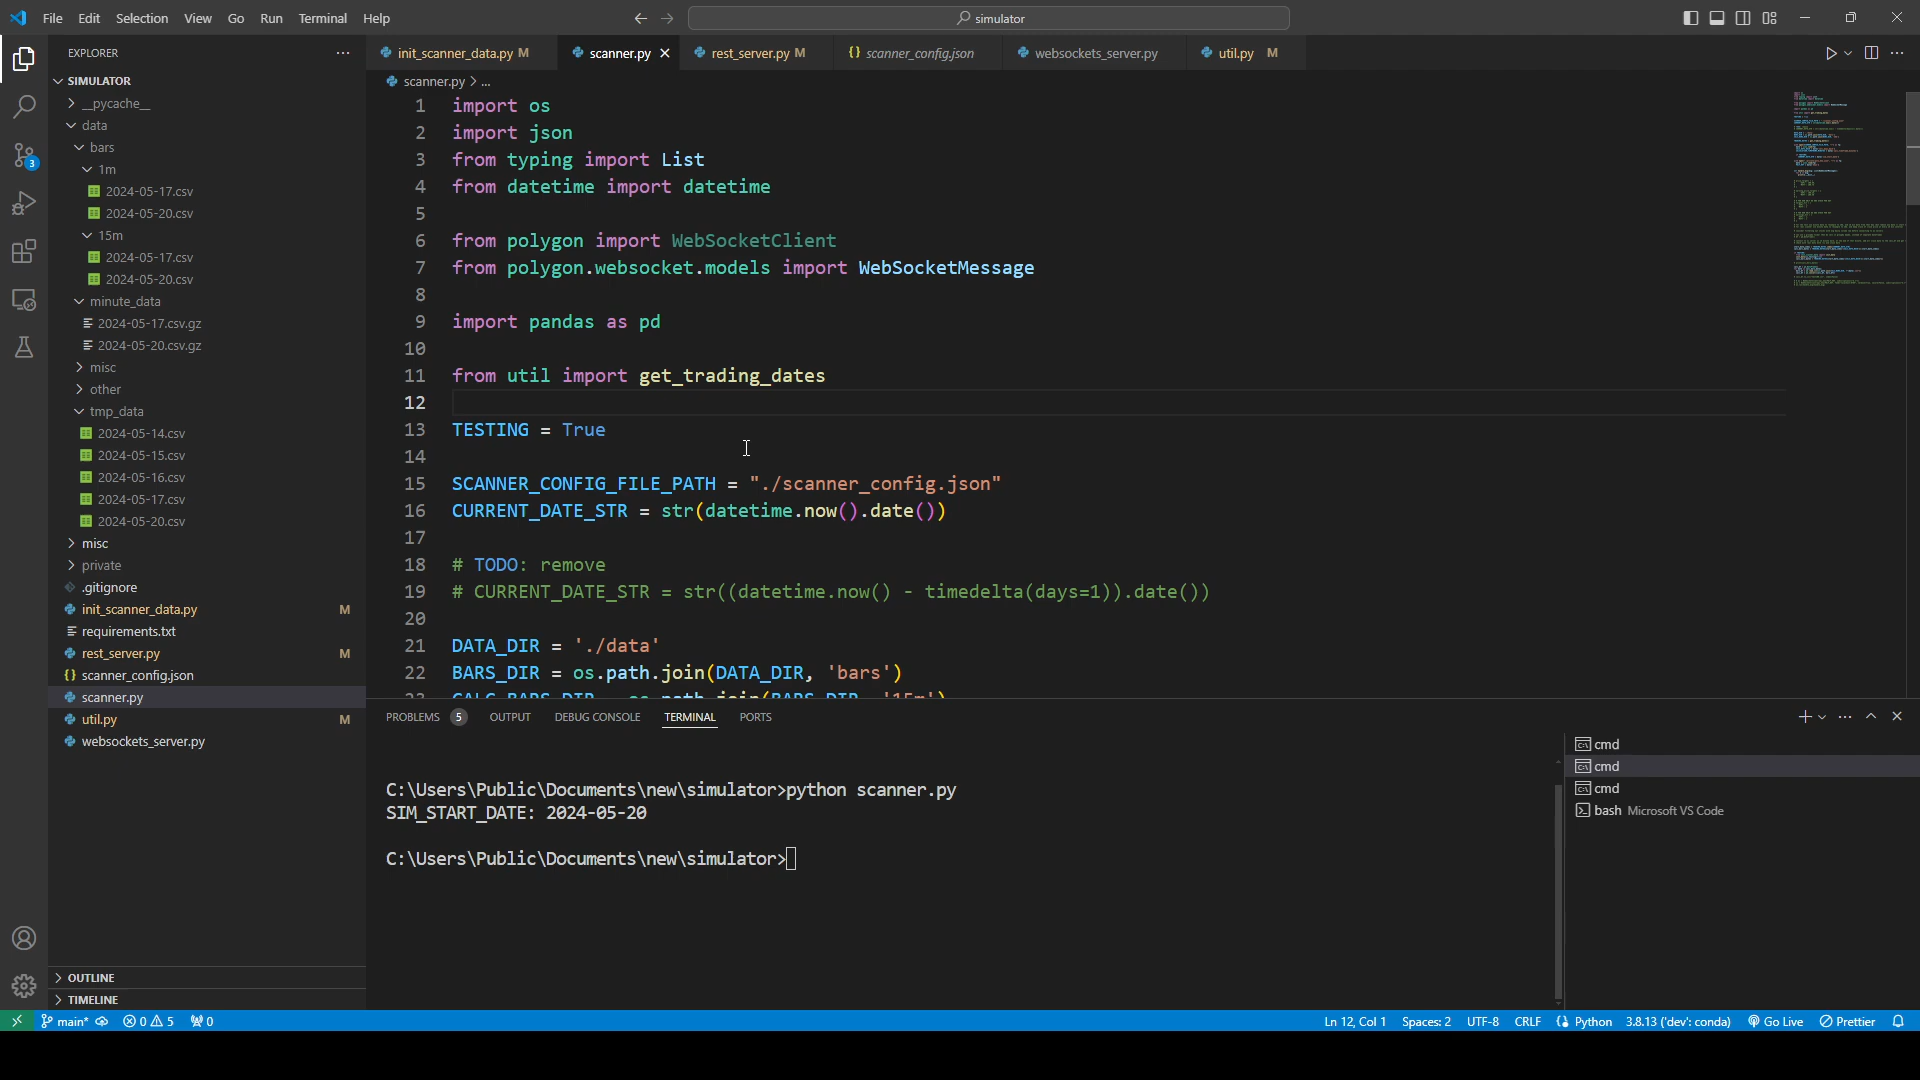 File Edit Selection View Go Run Terminal Help
simulator
EXPLORER
SIMULATOR
__pycache__
data
bars
1m
2024-05-17.csv
2024-05-20.csv
15m
2024-05-17.csv
2024-05-20.csv
minute_data
2024-05-17.csv.gz
2024-05-20.csv.gz
misc
other
tmp_data
2024-05-14.csv
2024-05-15.csv
2024-05-16.csv
2024-05-17.csv
2024-05-20.csv
misc
private
.gitignore
init_scanner_data.py M
requirements.txt
rest_server.py M
scanner_config.json
scanner.py
util.py M
websockets_server.py
OUTLINE
TIMELINE
3
init_scanner_data.py M scanner.py rest_server.py M scanner_config.json websockets_server.py util.py M
scanner.py > ...
1 import os
2 import json
3 from typing import List
4 from datetime import datetime
5
6 from polygon import WebSocketClient
7 from polygon.websocket.models import WebSocketMessage
8
9 import pandas as pd
10
11 from util import get_trading_dates
12
13 TESTING = True
14
15 SCANNER_CONFIG_FILE_PATH = "./scanner_config.json"
16 CURRENT_DATE_STR = str(datetime.now().date())
17
18 # TODO: remove
19 # CURRENT_DATE_STR = str((datetime.now() - timedelta(days=1)).date())
20
21 DATA_DIR = './data'
22 BARS_DIR = os.path.join(DATA_DIR, 'bars')
23 CALC_BARS_DIR = os.path.join(BARS_DIR, '15m')
PROBLEMS 5 OUTPUT DEBUG CONSOLE TERMINAL PORTS
C:\Users\Public\Documents\new\simulator>python scanner.py
SIM_START_DATE: 2024-05-20
C:\Users\Public\Documents\new\simulator>
cmd
cmd
cmd
bash Microsoft VS Code
main* 0 5 0
Ln 12, Col 1 Spaces: 2 UTF-8 CRLF Python 3.8.13 ('dev': conda) Go Live Prettier